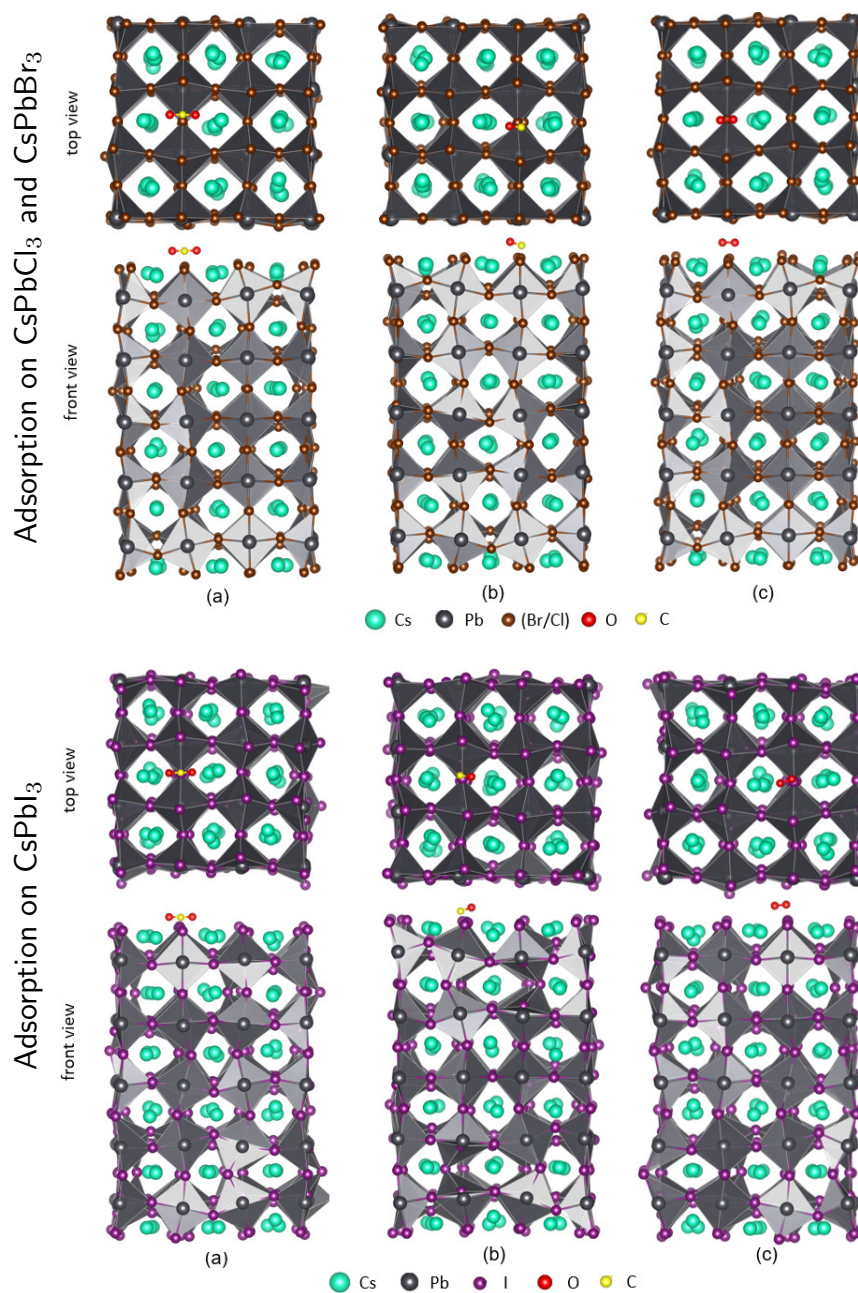 Adsorption on CsPbCl₃ and CsPbBr₃
top view
front view
(a)
(b)
(c)
Cs Pb (Br/Cl) O C
Adsorption on CsPbI₃
top view
front view
(a)
(b)
(c)
Cs Pb I O C